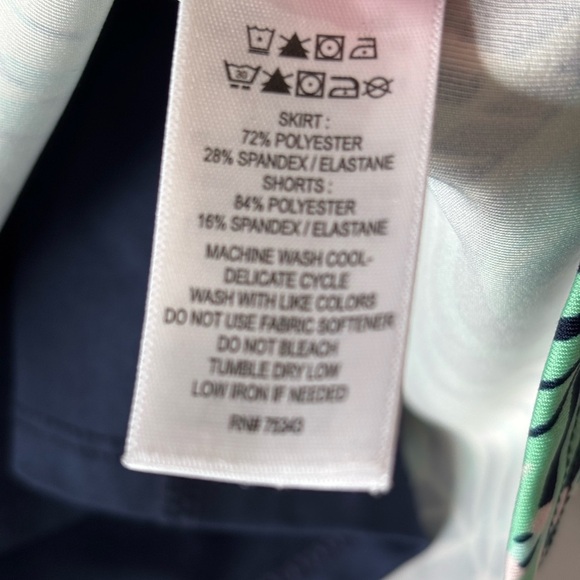 30
SKIRT :
72% POLYESTER
28% SPANDEX / ELASTANE
SHORTS :
84% POLYESTER
16% SPANDEX / ELASTANE
MACHINE WASH COOL-
DELICATE CYCLE
WASH WITH LIKE COLORS
DO NOT USE FABRIC SOFTENER
DO NOT BLEACH
TUMBLE DRY LOW
LOW IRON IF NEEDED
RN# 75343